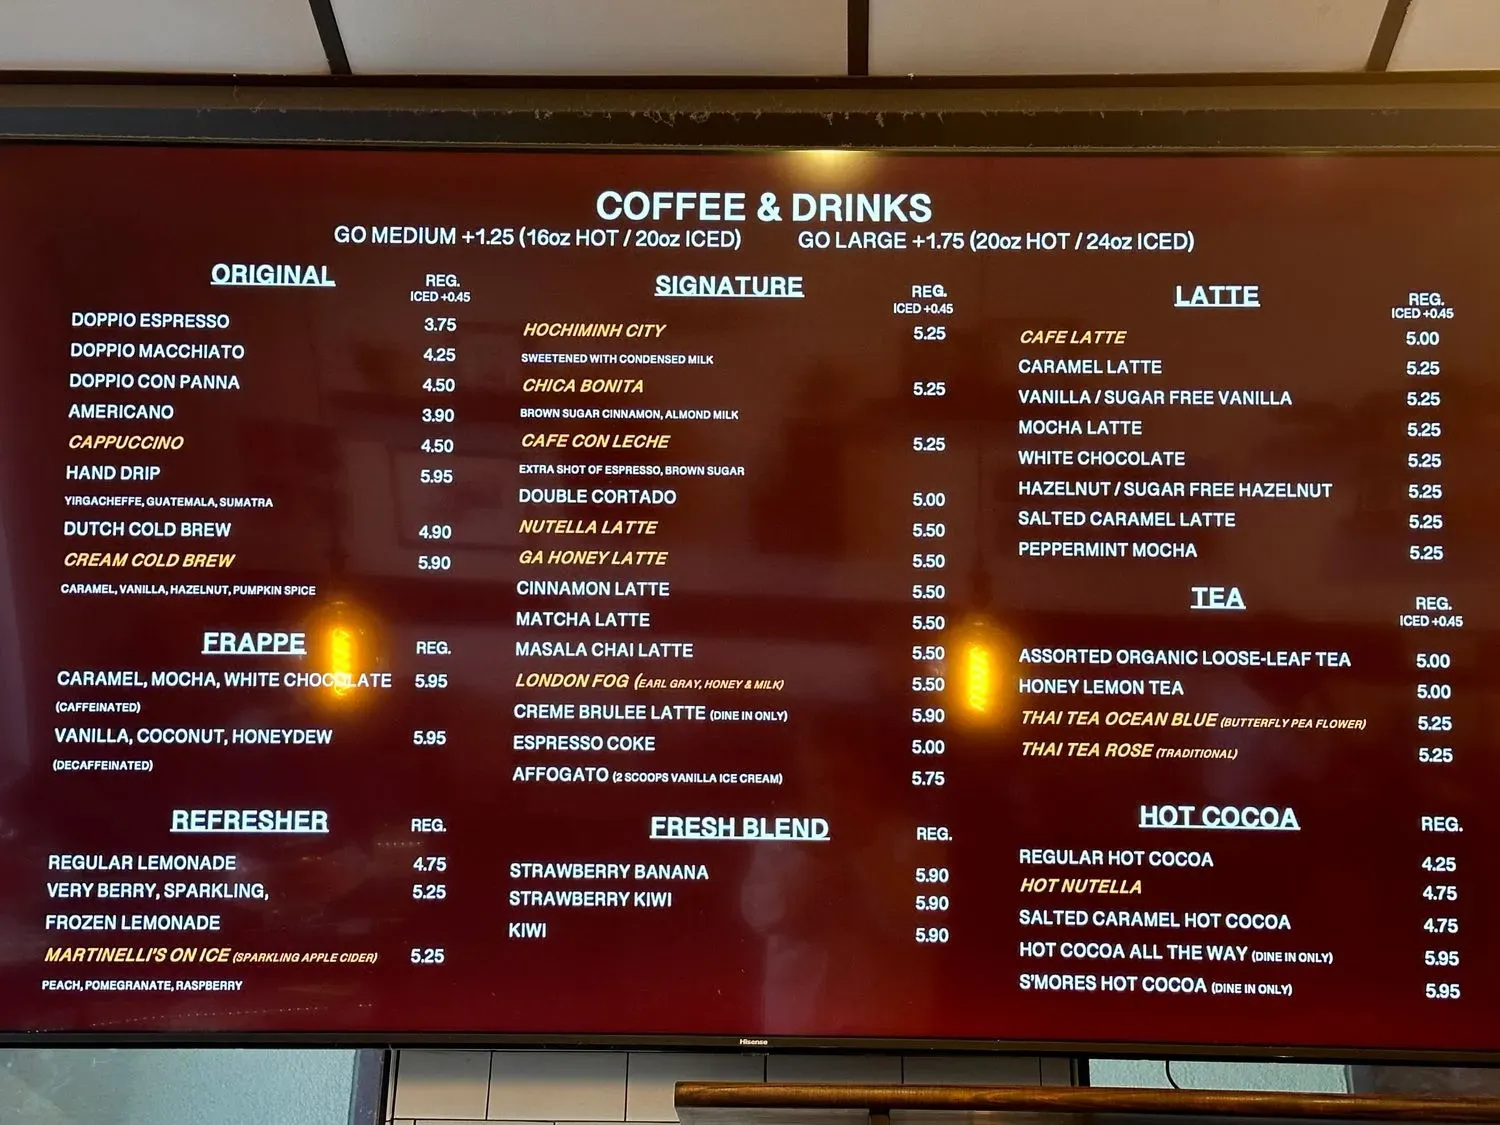 COFFEE & DRINKS
GO MEDIUM +1.25 (16oz HOT / 20oz ICED) GO LARGE +1.75 (20oz HOT / 24oz ICED)
ORIGINAL REG.
ICED +0.45
DOPPIO ESPRESSO 3.75
DOPPIO MACCHIATO 4.25
DOPPIO CON PANNA 4.50
AMERICANO 3.90
CAPPUCCINO 4.50
HAND DRIP 5.95
YIRGACHEFFE, GUATEMALA, SUMATRA
DUTCH COLD BREW 4.90
CREAM COLD BREW 5.90
CARAMEL, VANILLA, HAZELNUT, PUMPKIN SPICE
FRAPPE REG.
CARAMEL, MOCHA, WHITE CHOCOLATE 5.95
(CAFFEINATED)
VANILLA, COCONUT, HONEYDEW 5.95
(DECAFFEINATED)
REFRESHER REG.
REGULAR LEMONADE 4.75
VERY BERRY, SPARKLING, 5.25
FROZEN LEMONADE
MARTINELLI'S ON ICE (SPARKLING APPLE CIDER) 5.25
PEACH, POMEGRANATE, RASPBERRY
SIGNATURE REG.
ICED +0.45
HOCHIMINH CITY 5.25
SWEETENED WITH CONDENSED MILK
CHICA BONITA 5.25
BROWN SUGAR CINNAMON, ALMOND MILK
CAFE CON LECHE 5.25
EXTRA SHOT OF ESPRESSO, BROWN SUGAR
DOUBLE CORTADO 5.00
NUTELLA LATTE 5.50
GA HONEY LATTE 5.50
CINNAMON LATTE 5.50
MATCHA LATTE 5.50
MASALA CHAI LATTE 5.50
LONDON FOG (EARL GRAY, HONEY & MILK) 5.50
CREME BRULEE LATTE (DINE IN ONLY) 5.90
ESPRESSO COKE 5.00
AFFOGATO (2 SCOOPS VANILLA ICE CREAM) 5.75
FRESH BLEND REG.
STRAWBERRY BANANA 5.90
STRAWBERRY KIWI 5.90
KIWI 5.90
LATTE REG.
ICED +0.45
CAFE LATTE 5.00
CARAMEL LATTE 5.25
VANILLA / SUGAR FREE VANILLA 5.25
MOCHA LATTE 5.25
WHITE CHOCOLATE 5.25
HAZELNUT / SUGAR FREE HAZELNUT 5.25
SALTED CARAMEL LATTE 5.25
PEPPERMINT MOCHA 5.25
TEA REG.
ICED +0.45
ASSORTED ORGANIC LOOSE-LEAF TEA 5.00
HONEY LEMON TEA 5.00
THAI TEA OCEAN BLUE (BUTTERFLY PEA FLOWER) 5.25
THAI TEA ROSE (TRADITIONAL) 5.25
HOT COCOA REG.
REGULAR HOT COCOA 4.25
HOT NUTELLA 4.75
SALTED CARAMEL HOT COCOA 4.75
HOT COCOA ALL THE WAY (DINE IN ONLY) 5.95
S'MORES HOT COCOA (DINE IN ONLY) 5.95
Hisense